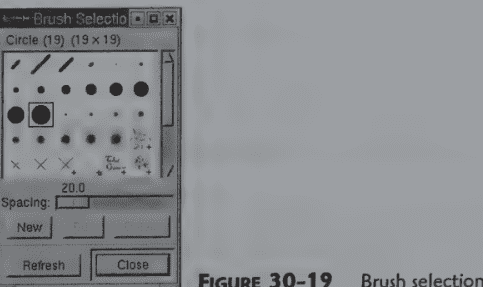 Brush Selectio
Circle (19) (19 × 19)
20.0
Spacing:
New
Refresh
Close
FIGURE 30-19 Brush selection